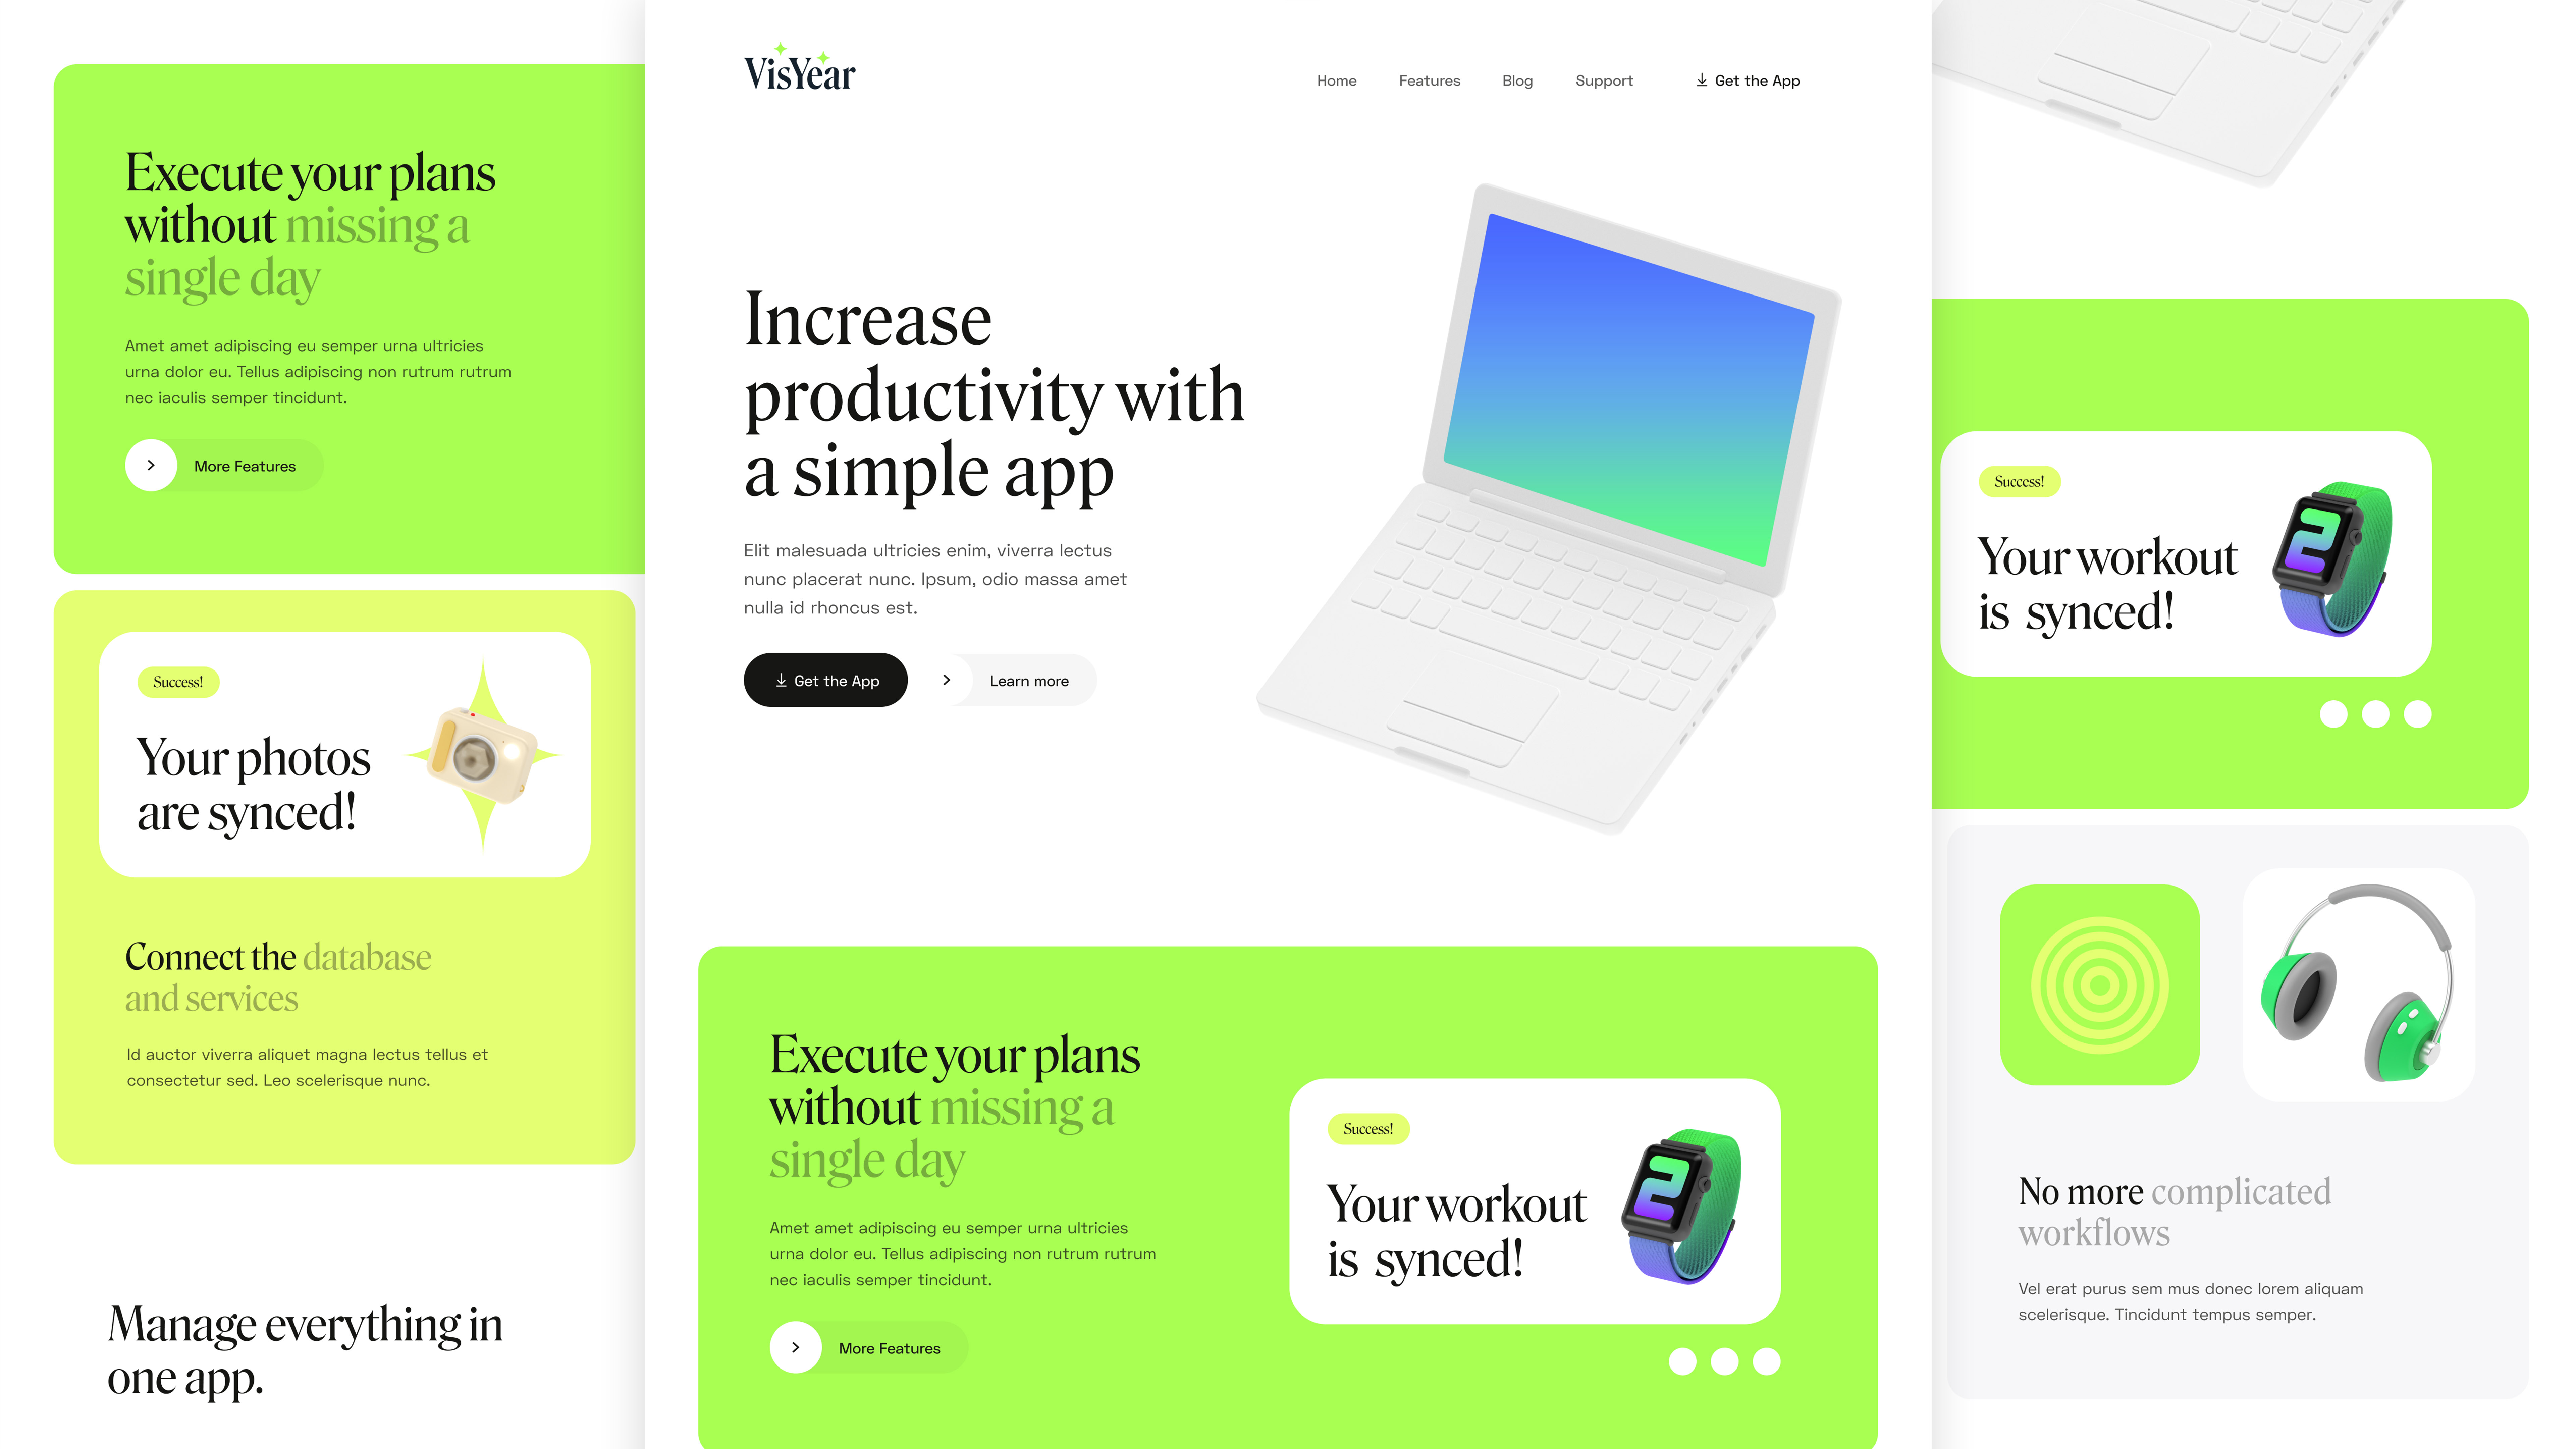 Execute your plans
without missing a
single day
Amet amet adipiscing eu semper urna ultricies
urna dolor eu. Tellus adipiscing non rutrum rutrum
nec iaculis semper tincidunt.
More Features
Success!
Your photos
are synced!
Connect the database
and services
Id auctor viverra aliquet magna lectus tellus et
consectetur sed. Leo scelerisque nunc.
Manage everything in
one app.
VisYear
Home Features Blog Support Get the App
Increase
productivity with
a simple app
Elit malesuada ultricies enim, viverra lectus
nunc placerat nunc. Ipsum, odio massa amet
nulla id rhoncus est.
Get the App Learn more
Execute your plans
without missing a
single day
Amet amet adipiscing eu semper urna ultricies
urna dolor eu. Tellus adipiscing non rutrum rutrum
nec iaculis semper tincidunt.
More Features
Success!
Your workout
is synced!
2
Success!
Your workout
is synced!
2
No more complicated
workflows
Vel erat purus sem mus donec lorem aliquam
scelerisque. Tincidunt tempus semper.